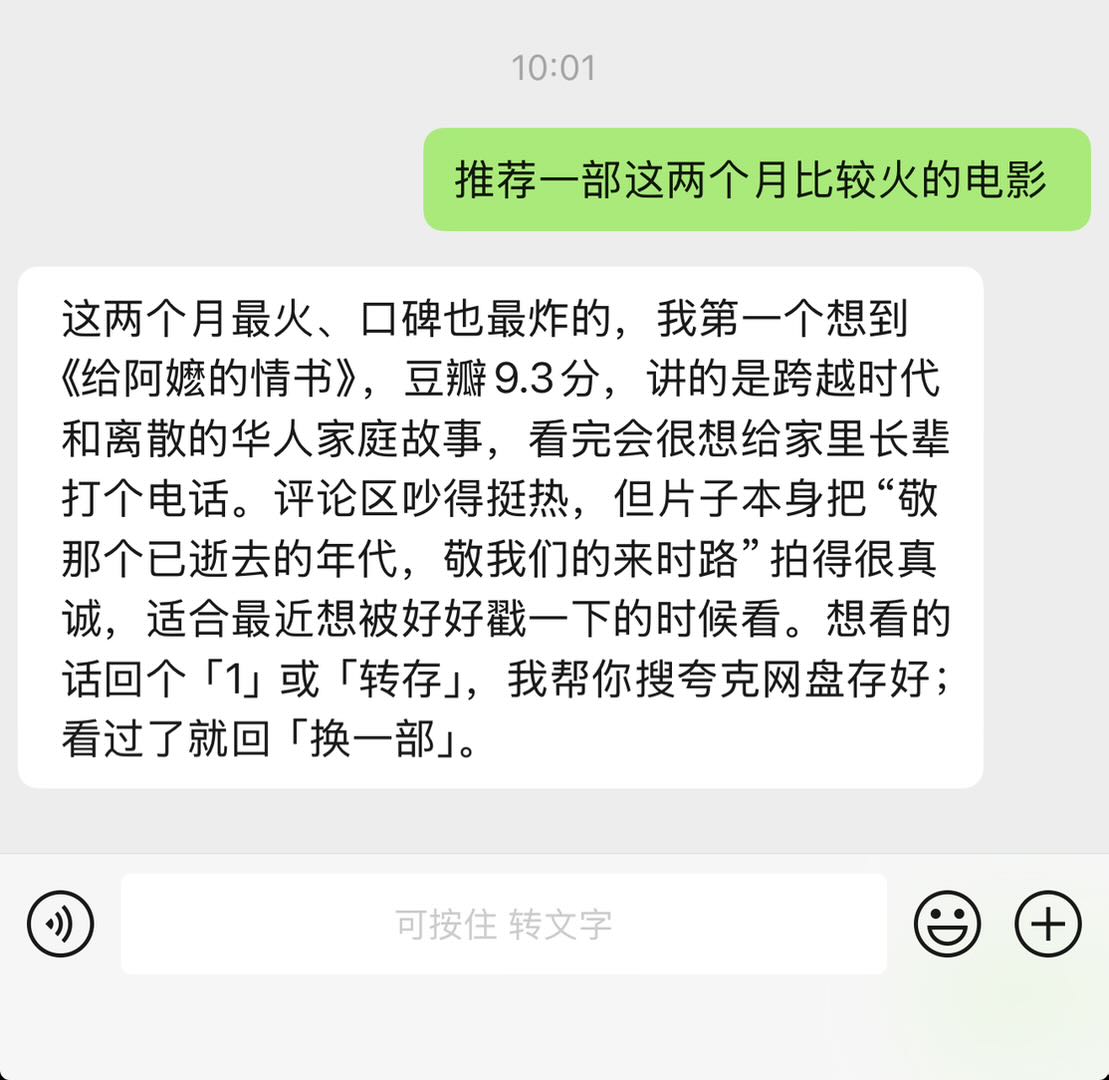 10:01
推荐一部这两个月比较火的电影
这两个月最火、口碑也最炸的，我第一个想到
《给阿嬷的情书》，豆瓣9.3分，讲的是跨越时代
和离散的华人家庭故事，看完会很想给家里长辈
打个电话。评论区吵得挺热，但片子本身把“敬
那个已逝去的年代，敬我们的来时路”拍得很真
诚，适合最近想被好好戳一下的时候看。想看的
话回个「1」或「转存」，我帮你搜夸克网盘存好；
看过了就回「换一部」。
可按住 转文字